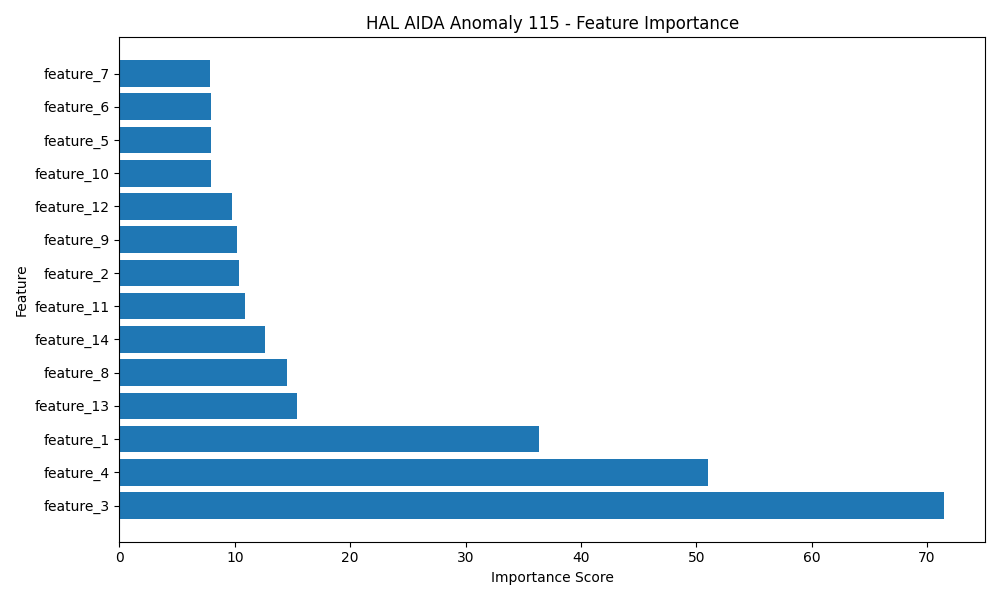 HAL AIDA Anomaly 115 - Feature Importance
feature_7
feature_6
feature_5
feature_10
feature_12
feature_9
feature_2
feature_11
feature_14
feature_8
feature_13
feature_1
feature_4
feature_3
Feature
0 10 20 30 40 50 60 70
Importance Score